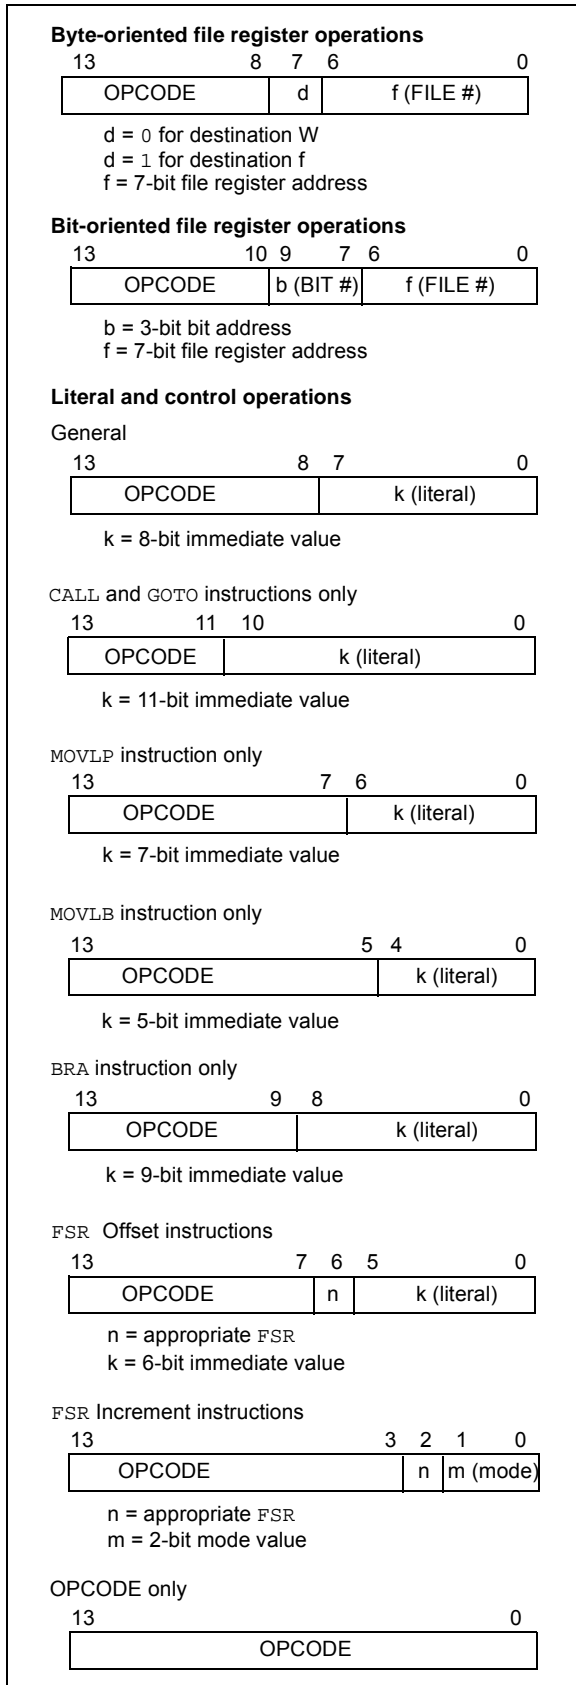 Byte-oriented file register operations
13 8 7 6 0
OPCODE d f (FILE #)
d = 0 for destination W
d = 1 for destination f
f = 7-bit file register address
Bit-oriented file register operations
13 10 9 7 6 0
OPCODE b (BIT #) f (FILE #)
b = 3-bit bit address
f = 7-bit file register address
Literal and control operations
General
13 8 7 0
OPCODE k (literal)
k = 8-bit immediate value
CALL and GOTO instructions only
13 11 10 0
OPCODE k (literal)
k = 11-bit immediate value
MOVLP instruction only
13 7 6 0
OPCODE k (literal)
k = 7-bit immediate value
MOVLB instruction only
13 5 4 0
OPCODE k (literal)
k = 5-bit immediate value
BRA instruction only
13 9 8 0
OPCODE k (literal)
k = 9-bit immediate value
FSR Offset instructions
13 7 6 5 0
OPCODE n k (literal)
n = appropriate FSR
k = 6-bit immediate value
FSR Increment instructions
13 3 2 1 0
OPCODE n m (mode)
n = appropriate FSR
m = 2-bit mode value
OPCODE only
13 0
OPCODE